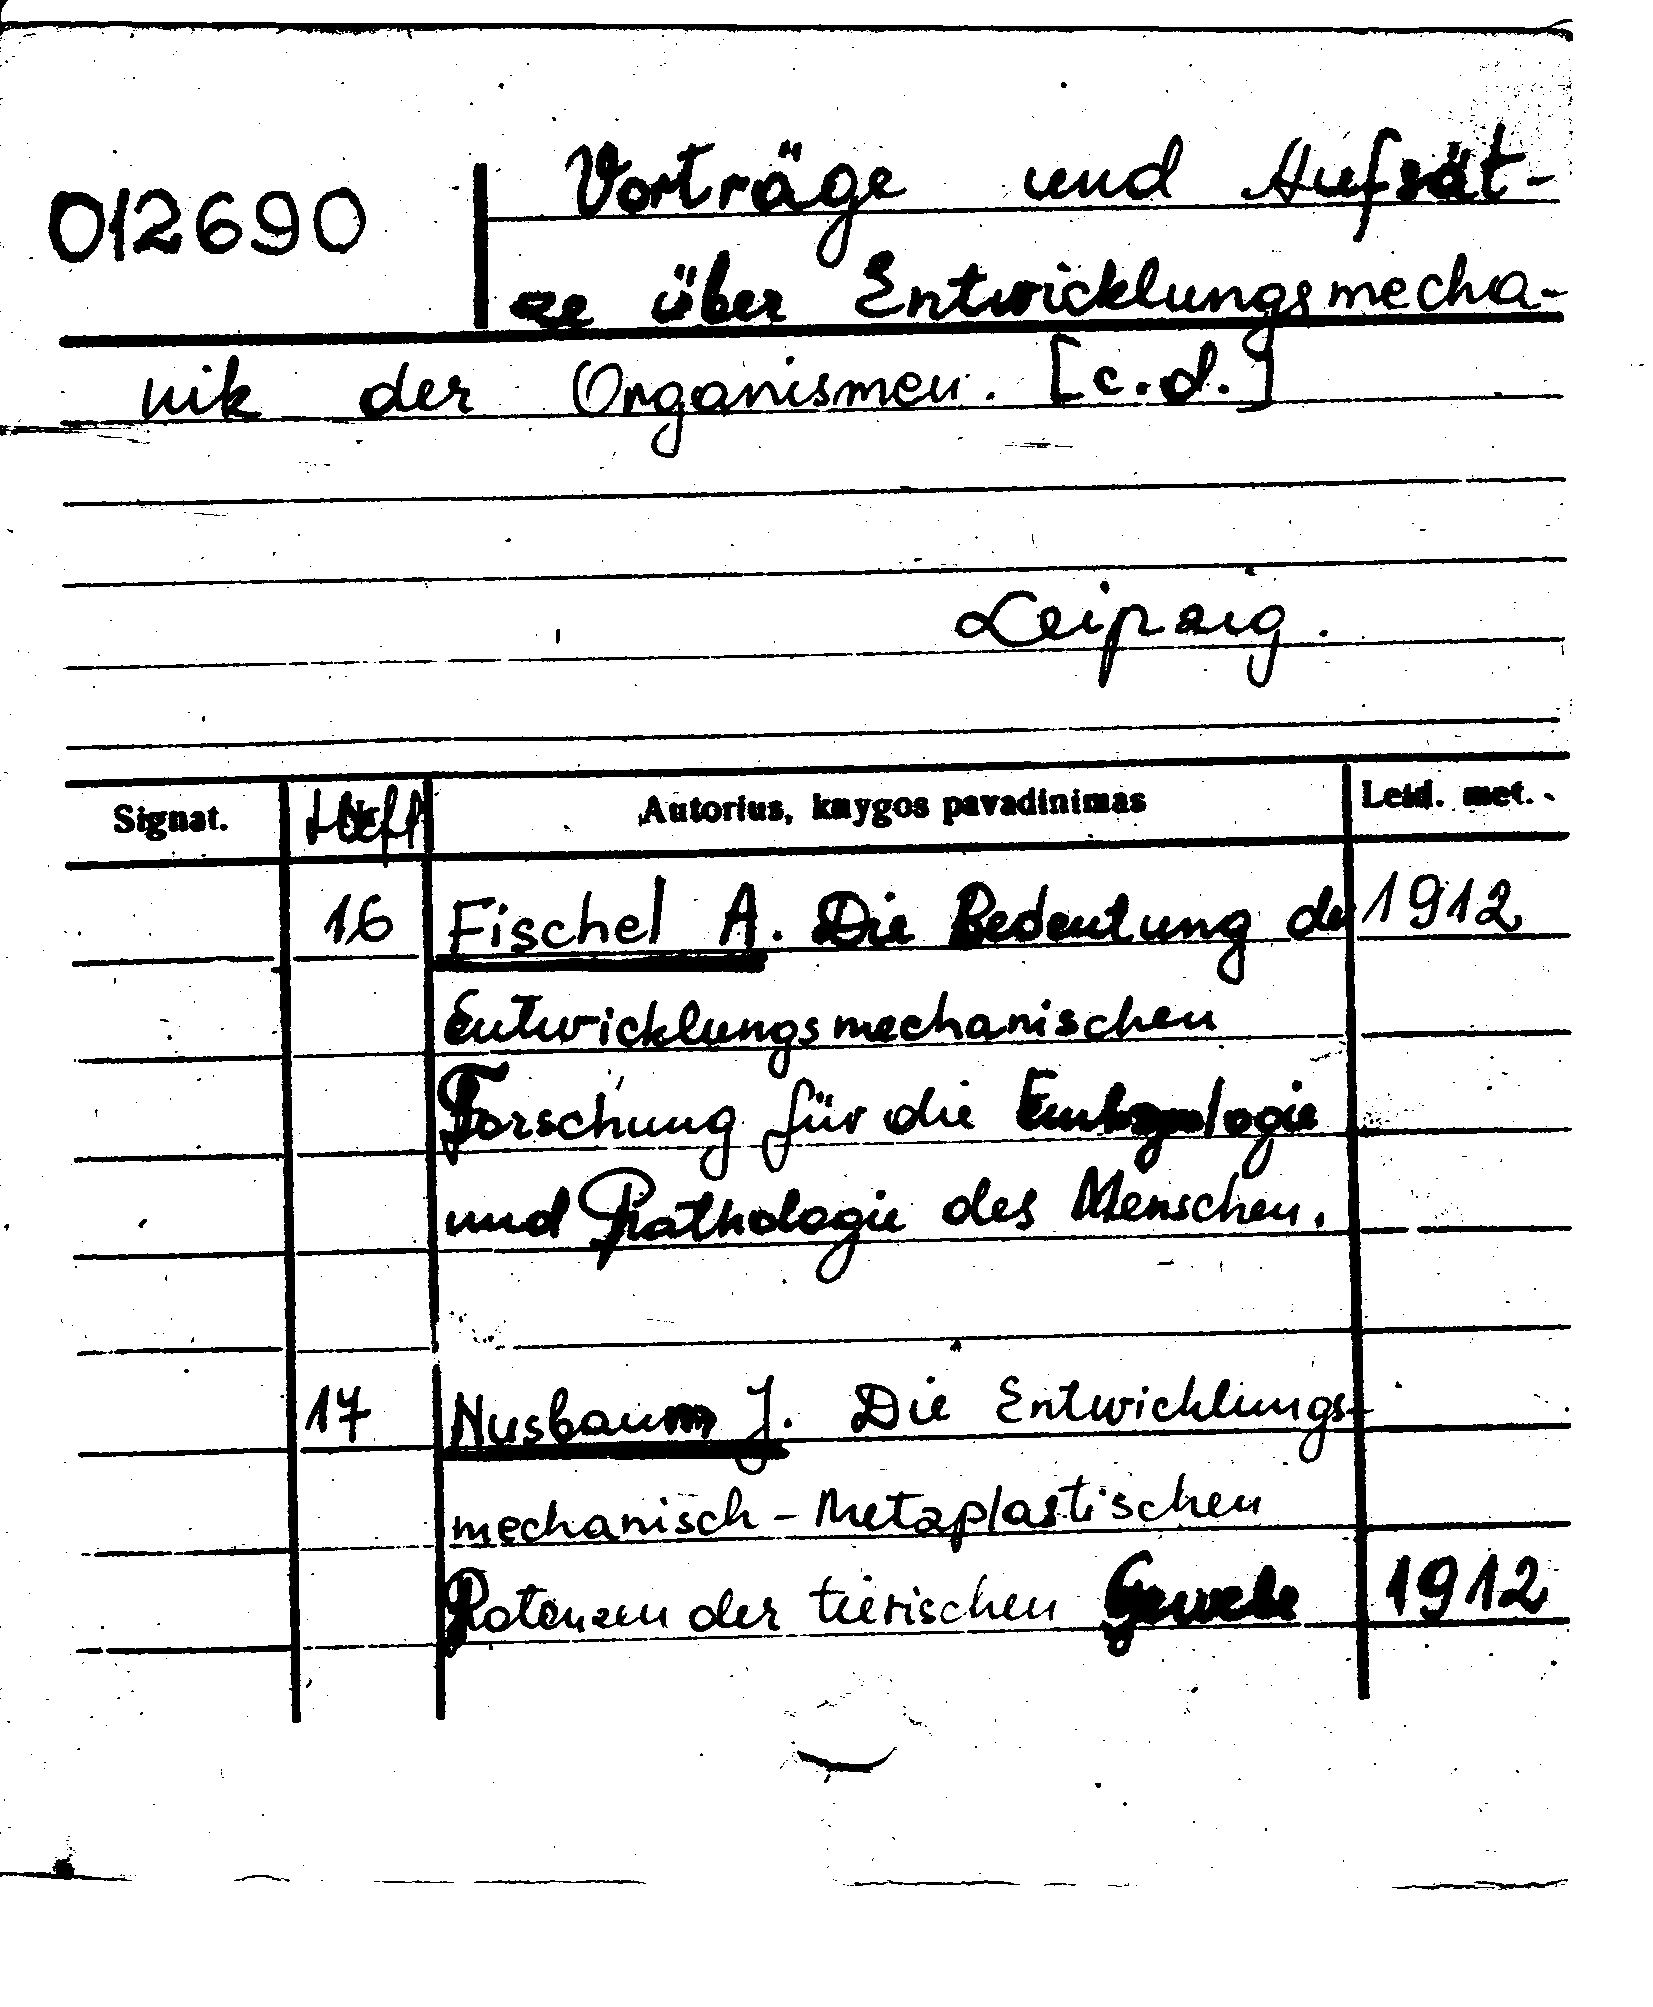 012690 Vorträge und Aufsät-
ze über Entwicklungsmecha-
nik der Organismen. [c.d.]
Leipzig.
Signat. Heft Autorius, knygos pavadinimas Leid. met.
16 Fischel A. Die Bedeutung der 1912
Entwicklungsmechanischen
Forschung für die Embryologie
und Pathologie des Menschen.
17 Nusbaum J. Die Entwicklungs-
mechanisch-Metaplastischen
Potenzen der tierischen Gewebe 1912